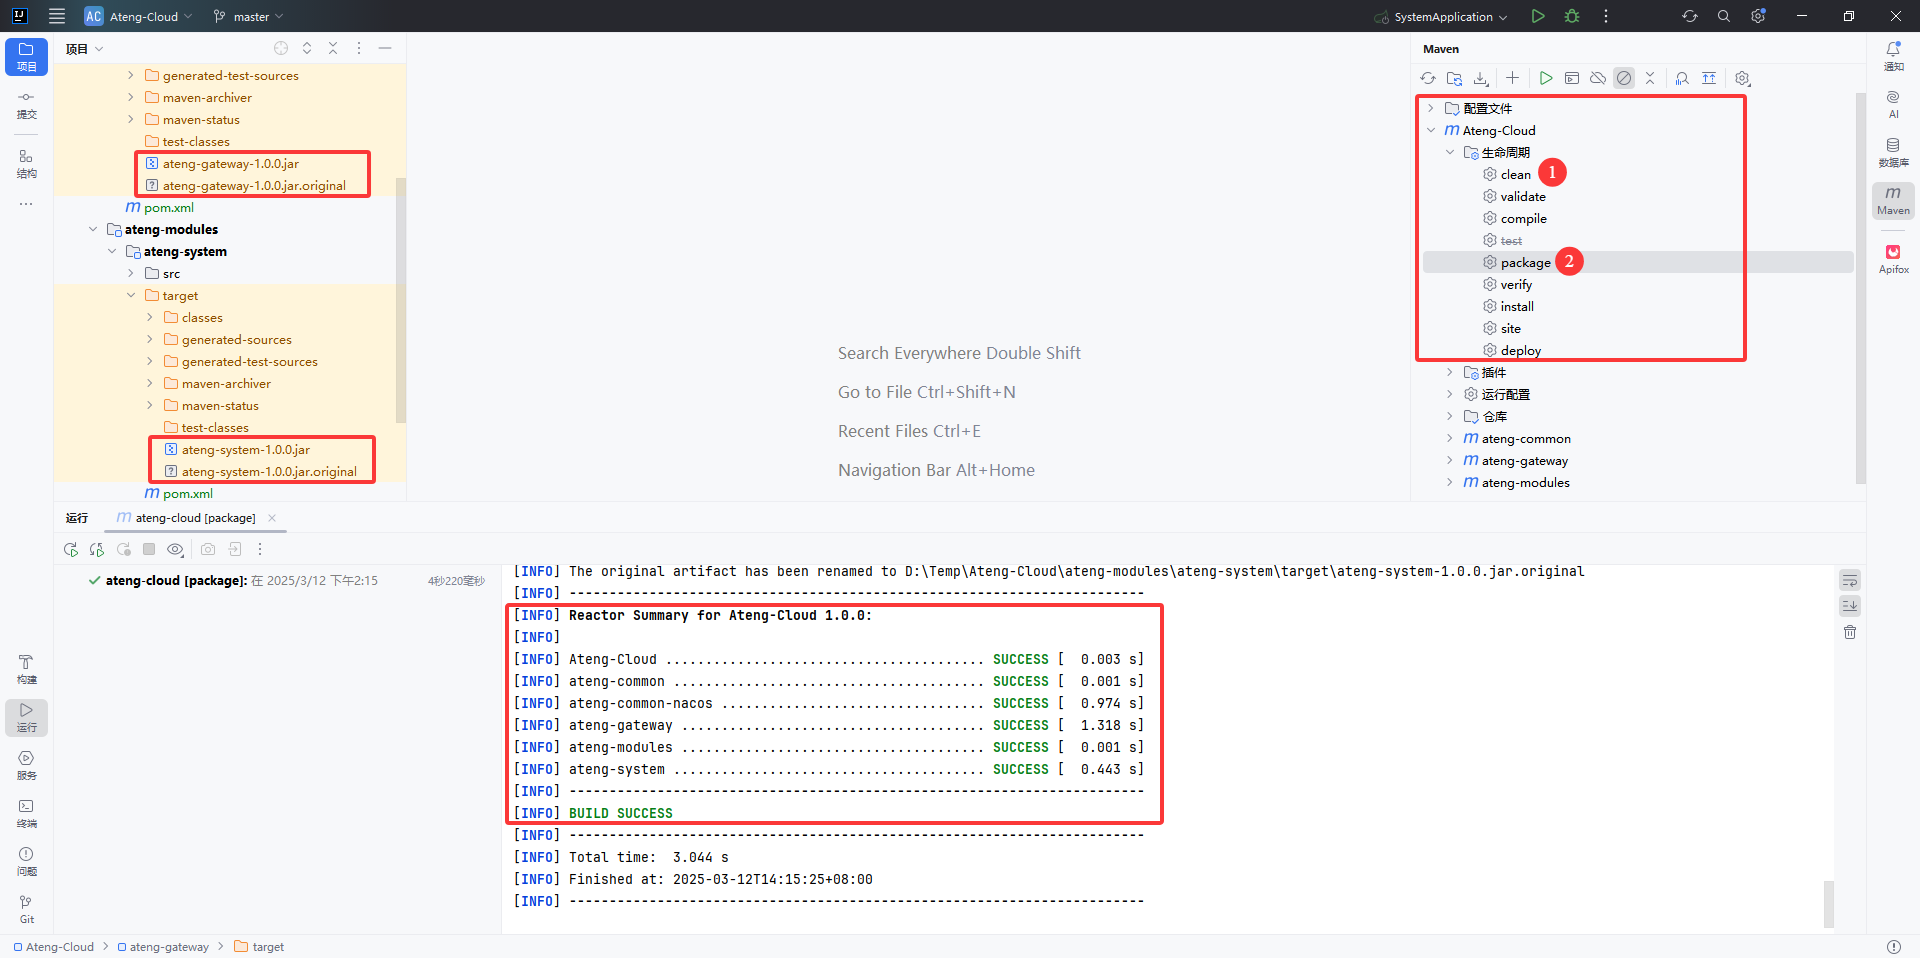 AC Ateng-Cloud master SystemApplication
项目
项目
提交
结构
generated-test-sources
maven-archiver
maven-status
test-classes
ateng-gateway-1.0.0.jar
ateng-gateway-1.0.0.jar.original
pom.xml
ateng-modules
ateng-system
src
target
classes
generated-sources
generated-test-sources
maven-archiver
maven-status
test-classes
ateng-system-1.0.0.jar
ateng-system-1.0.0.jar.original
pom.xml
Search Everywhere Double Shift
Go to File Ctrl+Shift+N
Recent Files Ctrl+E
Navigation Bar Alt+Home
Maven
配置文件
Ateng-Cloud
生命周期
clean 1
validate
compile
test
package 2
verify
install
site
deploy
插件
运行配置
仓库
ateng-common
ateng-gateway
ateng-modules
通知
AI
数据库
Maven
Apifox
运行 ateng-cloud [package]
ateng-cloud [package]: 在 2025/3/12 下午2:15 4秒220毫秒
[INFO] The original artifact has been renamed to D:\Temp\Ateng-Cloud\ateng-modules\ateng-system\target\ateng-system-1.0.0.jar.original
[INFO] ------------------------------------------------------------------------
[INFO] Reactor Summary for Ateng-Cloud 1.0.0:
[INFO]
[INFO] Ateng-Cloud ........................................ SUCCESS [  0.003 s]
[INFO] ateng-common ....................................... SUCCESS [  0.001 s]
[INFO] ateng-common-nacos ................................. SUCCESS [  0.974 s]
[INFO] ateng-gateway ...................................... SUCCESS [  1.318 s]
[INFO] ateng-modules ...................................... SUCCESS [  0.001 s]
[INFO] ateng-system ....................................... SUCCESS [  0.443 s]
[INFO] ------------------------------------------------------------------------
[INFO] BUILD SUCCESS
[INFO] ------------------------------------------------------------------------
[INFO] Total time:  3.044 s
[INFO] Finished at: 2025-03-12T14:15:25+08:00
[INFO] ------------------------------------------------------------------------
构建
运行
服务
终端
问题
Git
Ateng-Cloud > ateng-gateway > target